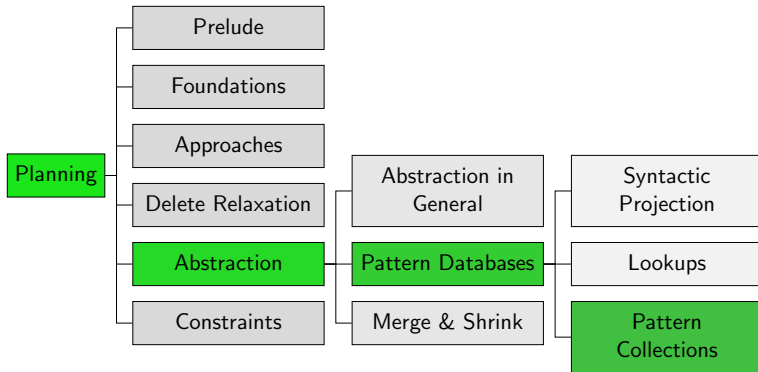 Planning
Prelude
Foundations
Approaches
Delete Relaxation
Abstraction
Constraints
Abstraction in
General
Pattern Databases
Merge & Shrink
Syntactic
Projection
Lookups
Pattern
Collections